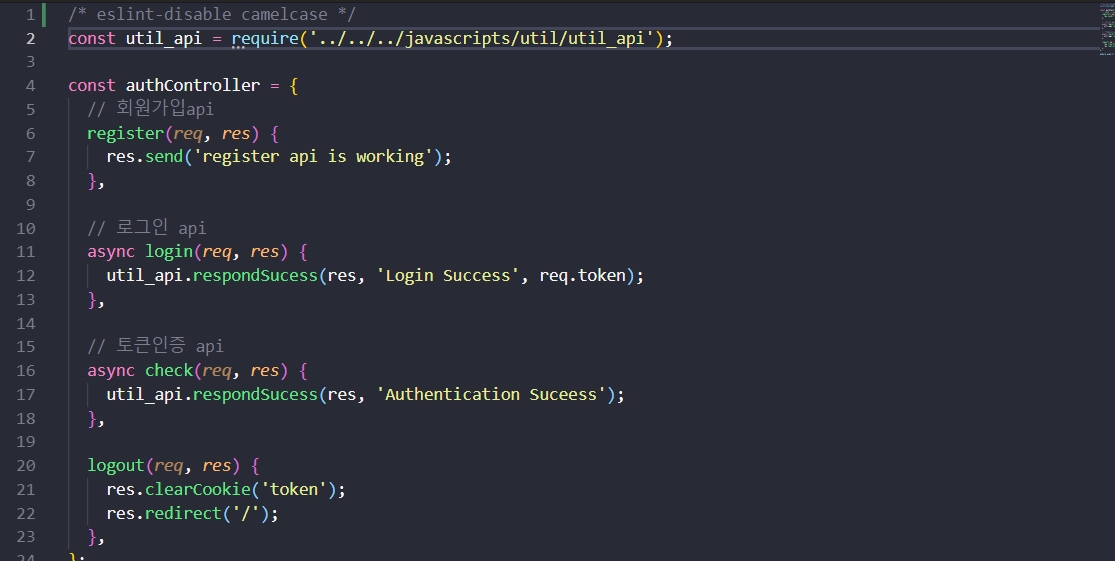 1 /* eslint-disable camelcase */
2 const util_api = require('../../../javascripts/util/util_api');
3
4 const authController = {
5 // 회원가입api
6 register(req, res) {
7 res.send('register api is working');
8 },
9
10 // 로그인 api
11 async login(req, res) {
12 util_api.respondSucess(res, 'Login Success', req.token);
13 },
14
15 // 토큰인증 api
16 async check(req, res) {
17 util_api.respondSucess(res, 'Authentication Suceess');
18 },
19
20 logout(req, res) {
21 res.clearCookie('token');
22 res.redirect('/');
23 },
24 };